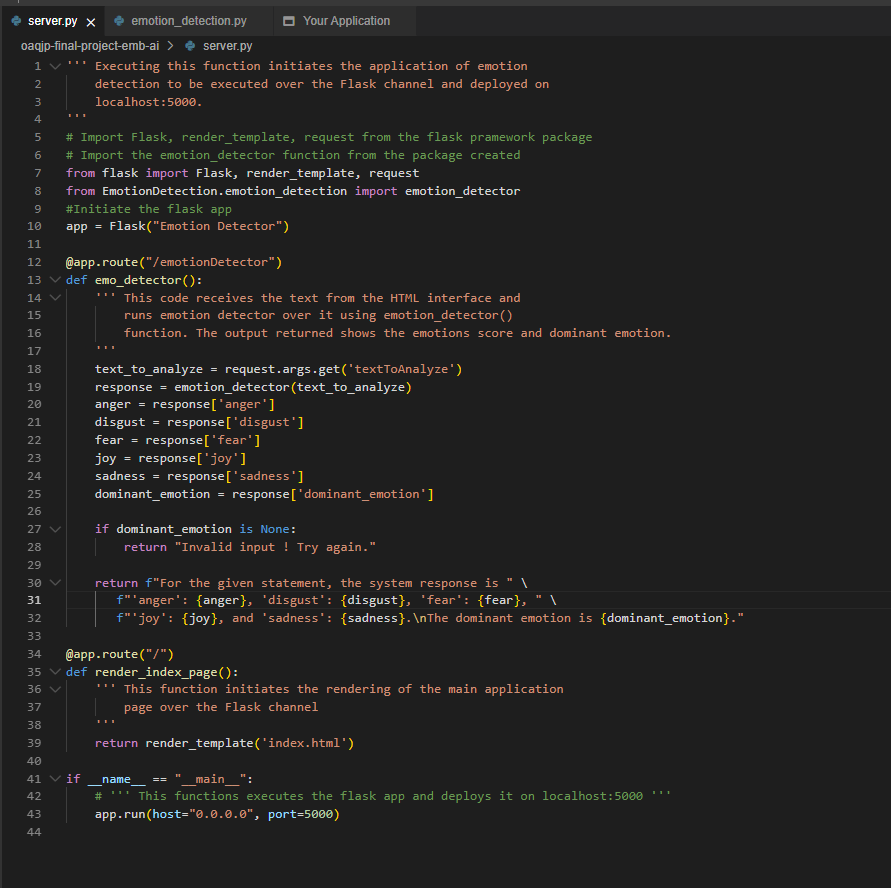 server.py × emotion_detection.py Your Application
oaqjp-final-project-emb-ai > server.py
1 ''' Executing this function initiates the application of emotion
2 detection to be executed over the Flask channel and deployed on
3 localhost:5000.
4 '''
5 # Import Flask, render_template, request from the flask pramework package
6 # Import the emotion_detector function from the package created
7 from flask import Flask, render_template, request
8 from EmotionDetection.emotion_detection import emotion_detector
9 #Initiate the flask app
10 app = Flask("Emotion Detector")
11
12 @app.route("/emotionDetector")
13 def emo_detector():
14 ''' This code receives the text from the HTML interface and
15 runs emotion detector over it using emotion_detector()
16 function. The output returned shows the emotions score and dominant emotion.
17 '''
18 text_to_analyze = request.args.get('textToAnalyze')
19 response = emotion_detector(text_to_analyze)
20 anger = response['anger']
21 disgust = response['disgust']
22 fear = response['fear']
23 joy = response['joy']
24 sadness = response['sadness']
25 dominant_emotion = response['dominant_emotion']
26
27 if dominant_emotion is None:
28 return "Invalid input ! Try again."
29
30 return f"For the given statement, the system response is " \
31 f"'anger': {anger}, 'disgust': {disgust}, 'fear': {fear}, " \
32 f"'joy': {joy}, and 'sadness': {sadness}.\nThe dominant emotion is {dominant_emotion}."
33
34 @app.route("/")
35 def render_index_page():
36 ''' This function initiates the rendering of the main application
37 page over the Flask channel
38 '''
39 return render_template('index.html')
40
41 if __name__ == "__main__":
42 # ''' This functions executes the flask app and deploys it on localhost:5000 '''
43 app.run(host="0.0.0.0", port=5000)
44